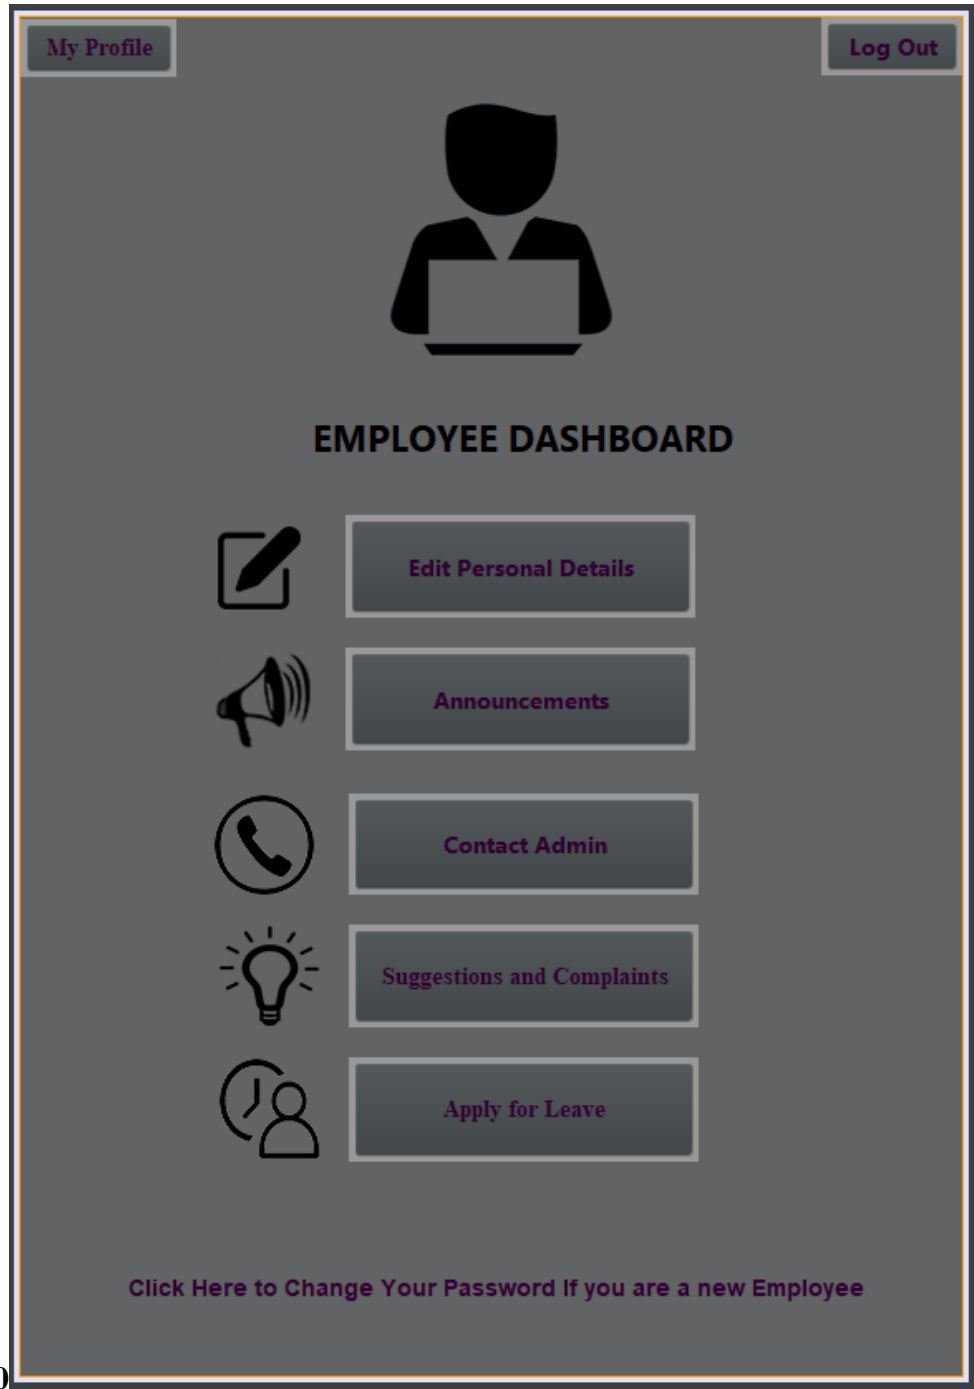 My Profile
Log Out
EMPLOYEE DASHBOARD
Edit Personal Details
Announcements
Contact Admin
Suggestions and Complaints
Apply for Leave
Click Here to Change Your Password If you are a new Employee